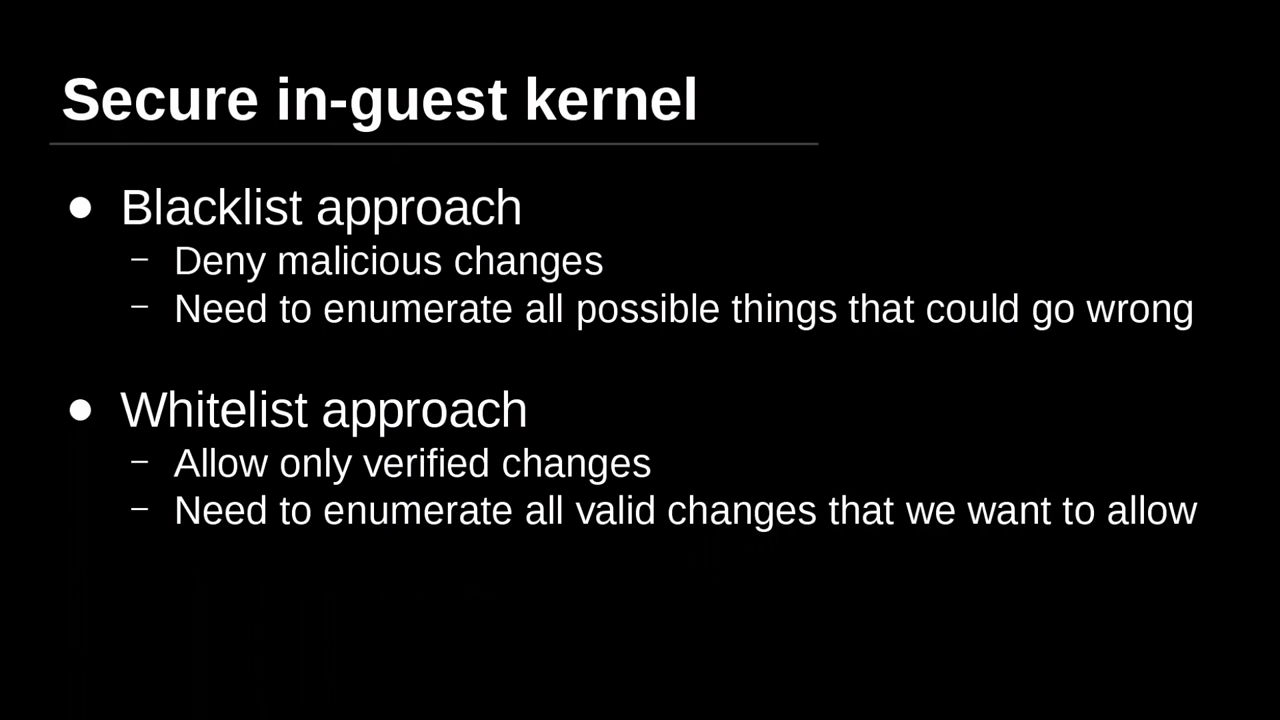 Secure in-guest kernel
● Blacklist approach
– Deny malicious changes
– Need to enumerate all possible things that could go wrong
● Whitelist approach
– Allow only verified changes
– Need to enumerate all valid changes that we want to allow